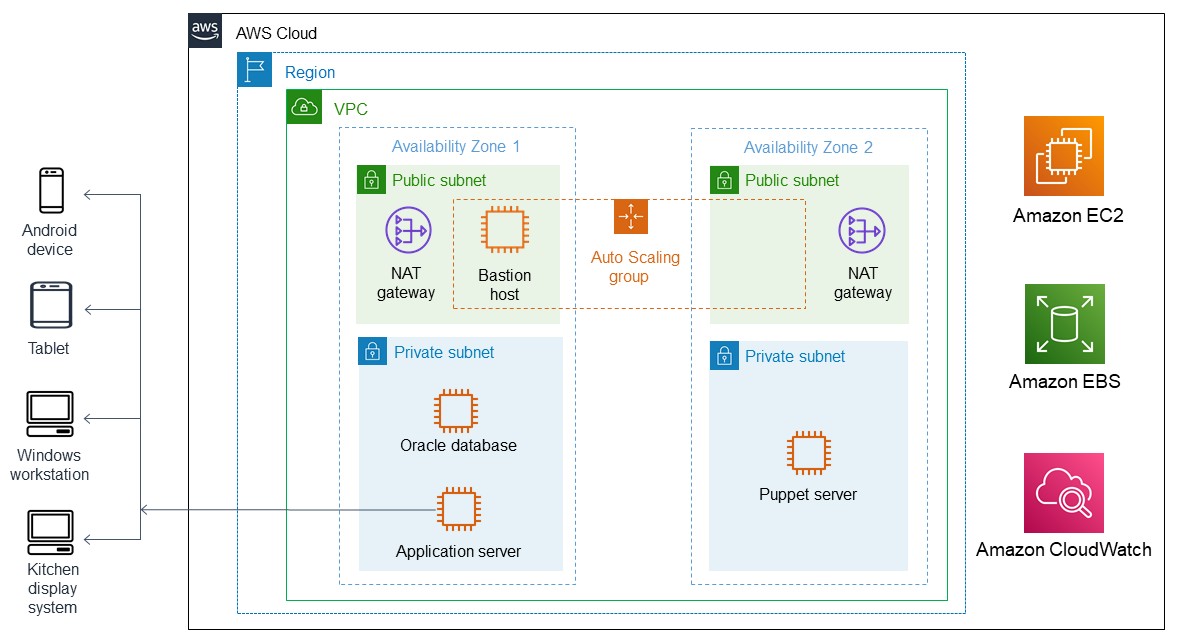 aws
AWS Cloud
Region
VPC
Availability Zone 1
Availability Zone 2
Public subnet
Public subnet
NAT
gateway
Bastion
host
Auto Scaling
group
NAT
gateway
Private subnet
Private subnet
Oracle database
Application server
Puppet server
Android
device
Tablet
Windows
workstation
Kitchen
display
system
Amazon EC2
Amazon EBS
Amazon CloudWatch